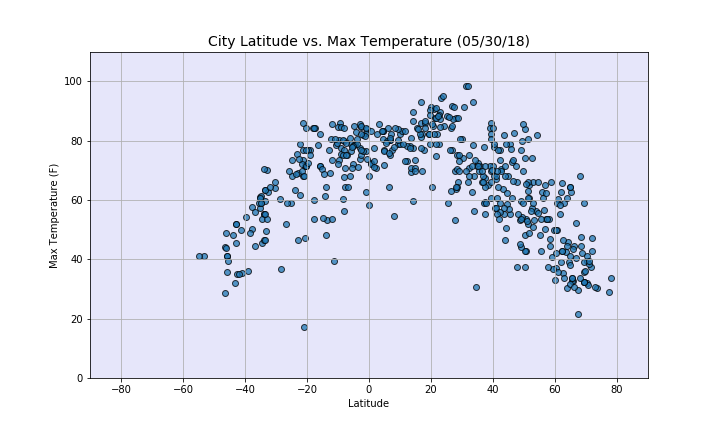 City Latitude vs. Max Temperature (05/30/18)
100
80
60
40
20
0
Max Temperature (F)
−80 −60 −40 −20 0 20 40 60 80
Latitude